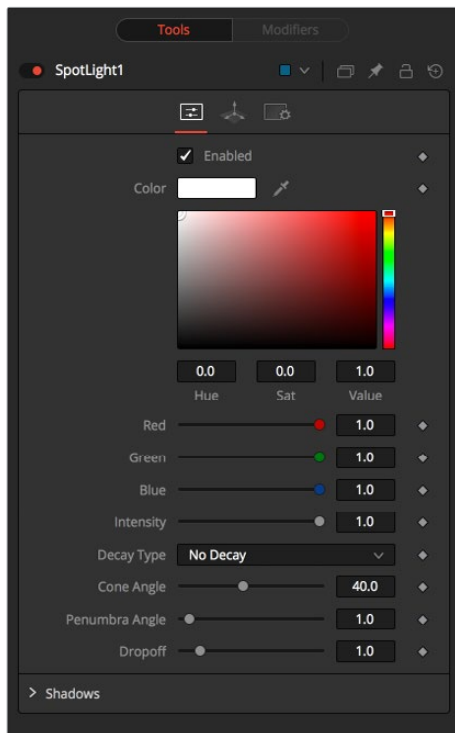 Tools Modifiers
SpotLight1
Enabled
Color
0.0 0.0 1.0
Hue Sat Value
Red 1.0
Green 1.0
Blue 1.0
Intensity 1.0
Decay Type No Decay
Cone Angle 40.0
Penumbra Angle 1.0
Dropoff 1.0
Shadows